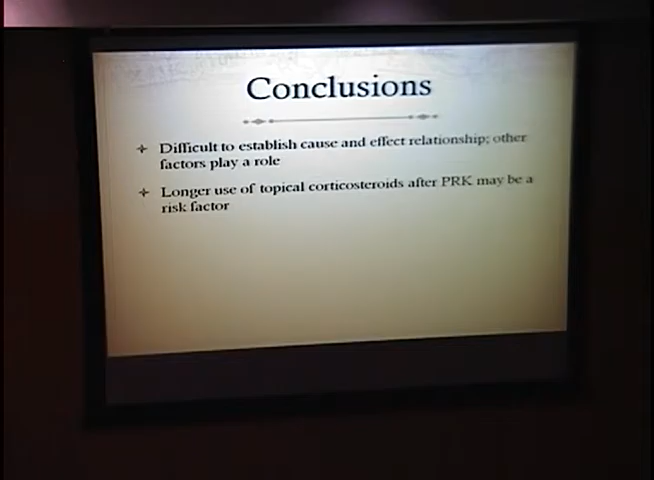 Conclusions
Difficult to establish cause and effect relationship; other
factors play a role
Longer use of topical corticosteroids after PRK may be a
risk factor